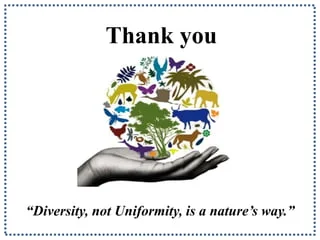 Thank you
“Diversity, not Uniformity, is a nature’s way.”